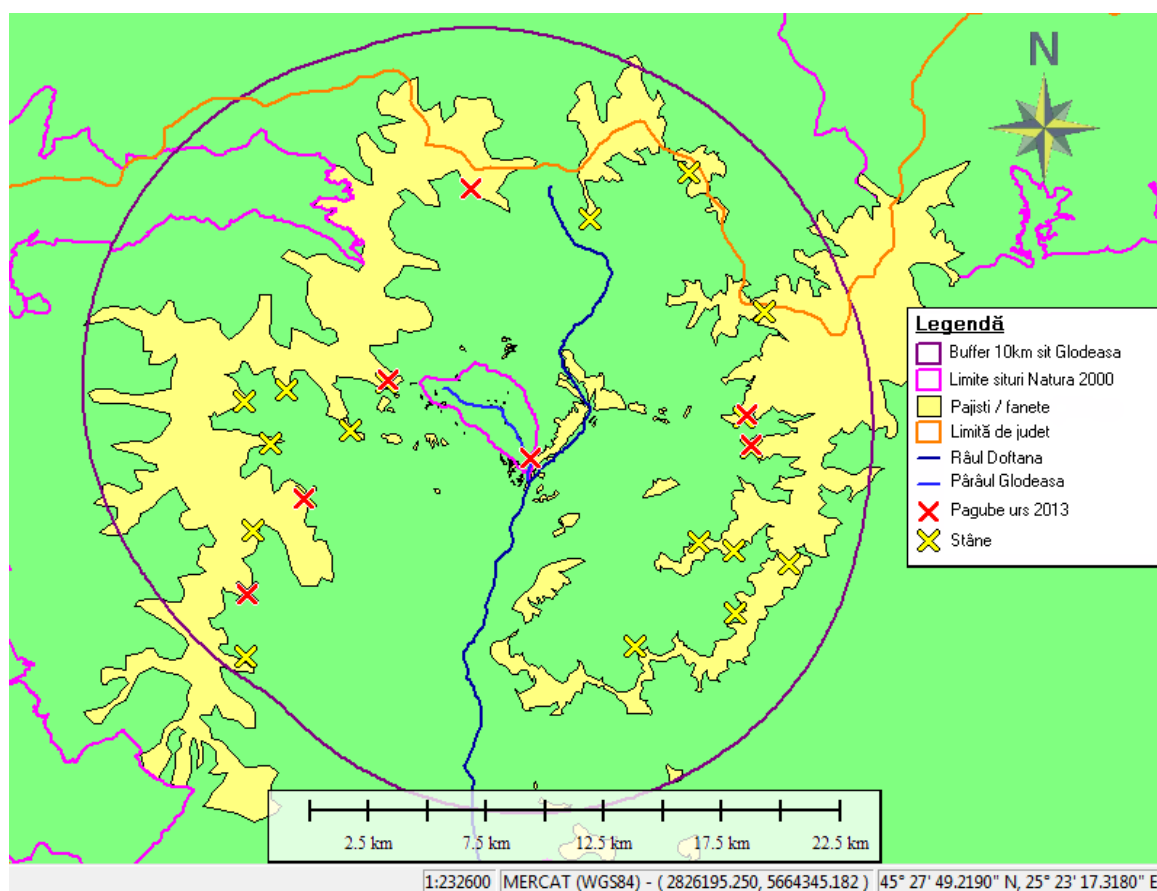 N
Legendă
Buffer 10km sit Glodeasa
Limite situri Natura 2000
Pajisti / fanete
Limită de judet
Râul Doftana
Pârâul Glodeasa
Pagube urs 2013
Stâne
2.5 km 7.5 km 12.5 km 17.5 km 22.5 km
1:232600 MERCAT (WGS84) - ( 2826195.250, 5664345.182 ) 45° 27' 49.2190" N, 25° 23' 17.3180" E